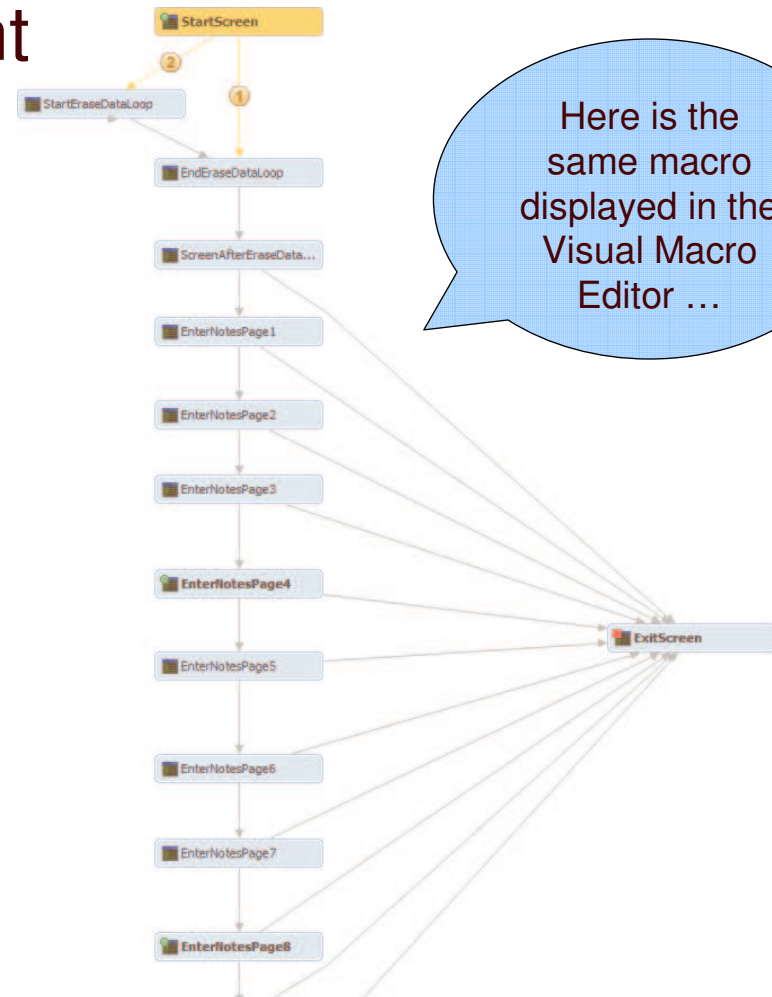 nt
StartScreen
2
StartEraseDataLoop
1
EndEraseDataLoop
Here is the
same macro
displayed in the
Visual Macro
Editor …
ScreenAfterEraseData...
EnterNotesPage1
EnterNotesPage2
EnterNotesPage3
EnterNotesPage4
ExitScreen
EnterNotesPage5
EnterNotesPage6
EnterNotesPage7
EnterNotesPage8